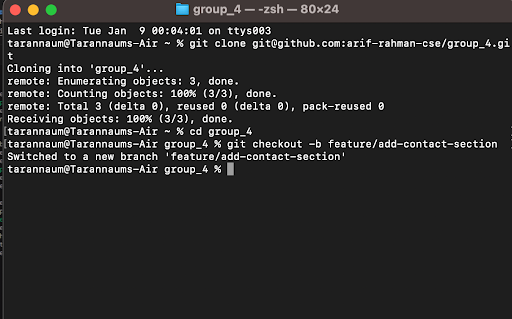 group_4 — -zsh — 80×24
Last login: Tue Jan  9 00:04:01 on ttys003
tarannaum@Tarannaums-Air ~ % git clone git@github.com:arif-rahman-cse/group_4.gi
t
Cloning into 'group_4'...
remote: Enumerating objects: 3, done.
remote: Counting objects: 100% (3/3), done.
remote: Total 3 (delta 0), reused 0 (delta 0), pack-reused 0
Receiving objects: 100% (3/3), done.
[tarannaum@Tarannaums-Air ~ % cd group_4
[tarannaum@Tarannaums-Air group_4 % git checkout -b feature/add-contact-section
Switched to a new branch 'feature/add-contact-section'
tarannaum@Tarannaums-Air group_4 %